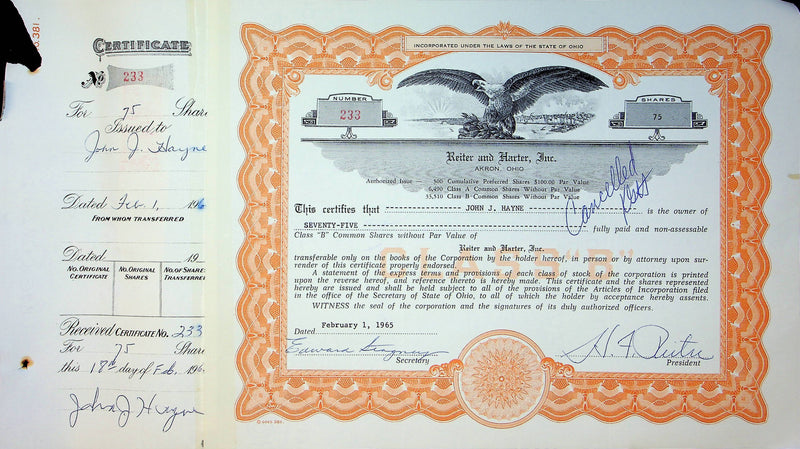 CERTIFICATE
No 233
For 75 Share
Issued to
John J. Hayne
Dated Feb 1, 196
FROM WHOM TRANSFERRED
Dated 19
NO. ORIGINAL CERTIFICATE
NO. ORIGINAL SHARES
NO. OF SHARES TRANSFERRED
Received CERTIFICATE No. 233
For 75 Share
this 18th day of Feb. 196
John J Hayne
INCORPORATED UNDER THE LAWS OF THE STATE OF OHIO
NUMBER
233
SHARES
75
Reiter and Harter, Inc.
AKRON, OHIO
Authorized Issue — 500 Cumulative Preferred Shares $100.00 Par Value
6,490 Class A Common Shares Without Par Value
35,510 Class B Common Shares Without Par Value
Cancelled
This certifies that JOHN J. HAYNE is the owner of
SEVENTY-FIVE fully paid and non-assessable
Class "B" Common Shares without Par Value of
CLASS "B"
Reiter and Harter, Inc.
transferable only on the books of the Corporation by the holder hereof, in person or by attorney upon sur-
render of this certificate properly endorsed.
A statement of the express terms and provisions of each class of stock of the corporation is printed
upon the reverse hereof, and reference thereto is hereby made. This certificate and the shares represented
hereby are issued and shall be held subject to all of the provisions of the Articles of Incorporation filed
in the office of the Secretary of State of Ohio, to all of which the holder by acceptance hereby assents.
WITNESS the seal of the corporation and the signatures of its duly authorized officers.
Dated February 1, 1965
Secretary
President